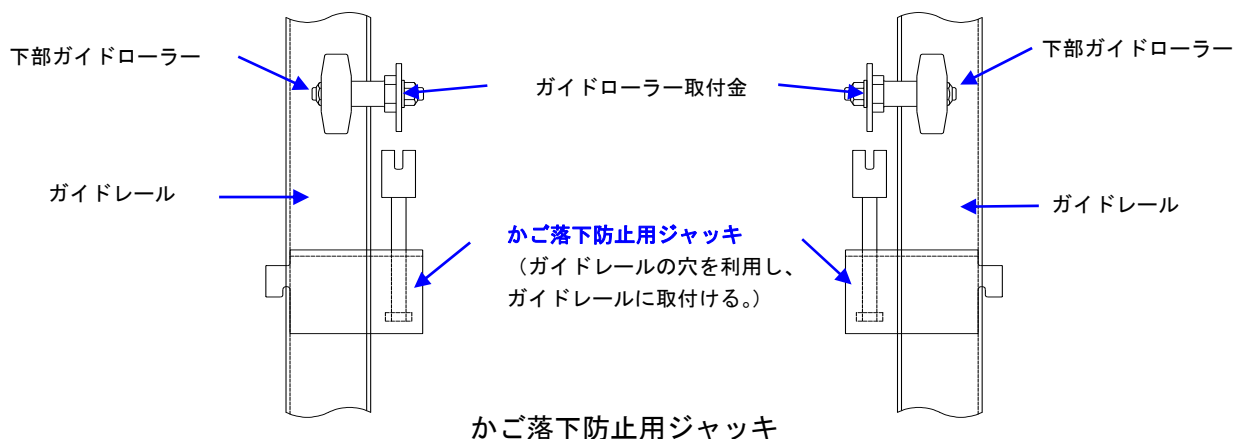 下部ガイドローラー
ガイドローラー取付金
下部ガイドローラー
ガイドレール
ガイドレール
かご落下防止用ジャッキ
（ガイドレールの穴を利用し、
ガイドレールに取付ける。）
かご落下防止用ジャッキ